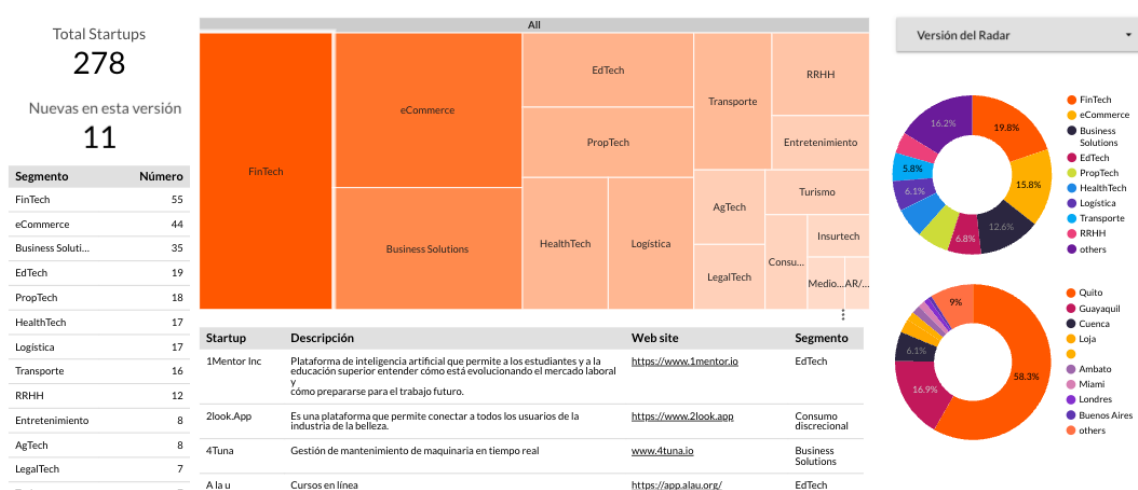 Total Startups
278
Nuevas en esta versión
11
Segmento Número
FinTech 55
eCommerce 44
Business Soluti... 35
EdTech 19
PropTech 18
HealthTech 17
Logística 17
Transporte 16
RRHH 12
Entretenimiento 8
AgTech 8
LegalTech 7
All
FinTech
eCommerce
Business Solutions
EdTech
PropTech
HealthTech
Logística
Transporte
RRHH
Entretenimiento
AgTech
LegalTech
Turismo
Consu...
Insurtech
Medio...
AR/...
Startup Descripción Web site Segmento
1Mentor Inc Plataforma de inteligencia artificial que permite a los estudiantes y a la https://www.1mentor.io EdTech
educación superior entender cómo está evolucionando el mercado laboral
y
cómo prepararse para el trabajo futuro.
2look.App Es una plataforma que permite conectar a todos los usuarios de la https://www.2look.app Consumo
industria de la belleza. discrecional
4Tuna Gestión de mantenimiento de maquinaria en tiempo real www.4tuna.io Business
Solutions
A la u Cursos en línea https://app.alau.org/ EdTech
Versión del Radar
19.8%
15.8%
12.6%
6.8%
6.1%
5.8%
16.2%
FinTech
eCommerce
Business
Solutions
EdTech
PropTech
HealthTech
Logística
Transporte
RRHH
others
58.3%
16.9%
6.1%
9%
Quito
Guayaquil
Cuenca
Loja
Ambato
Miami
Londres
Buenos Aires
others